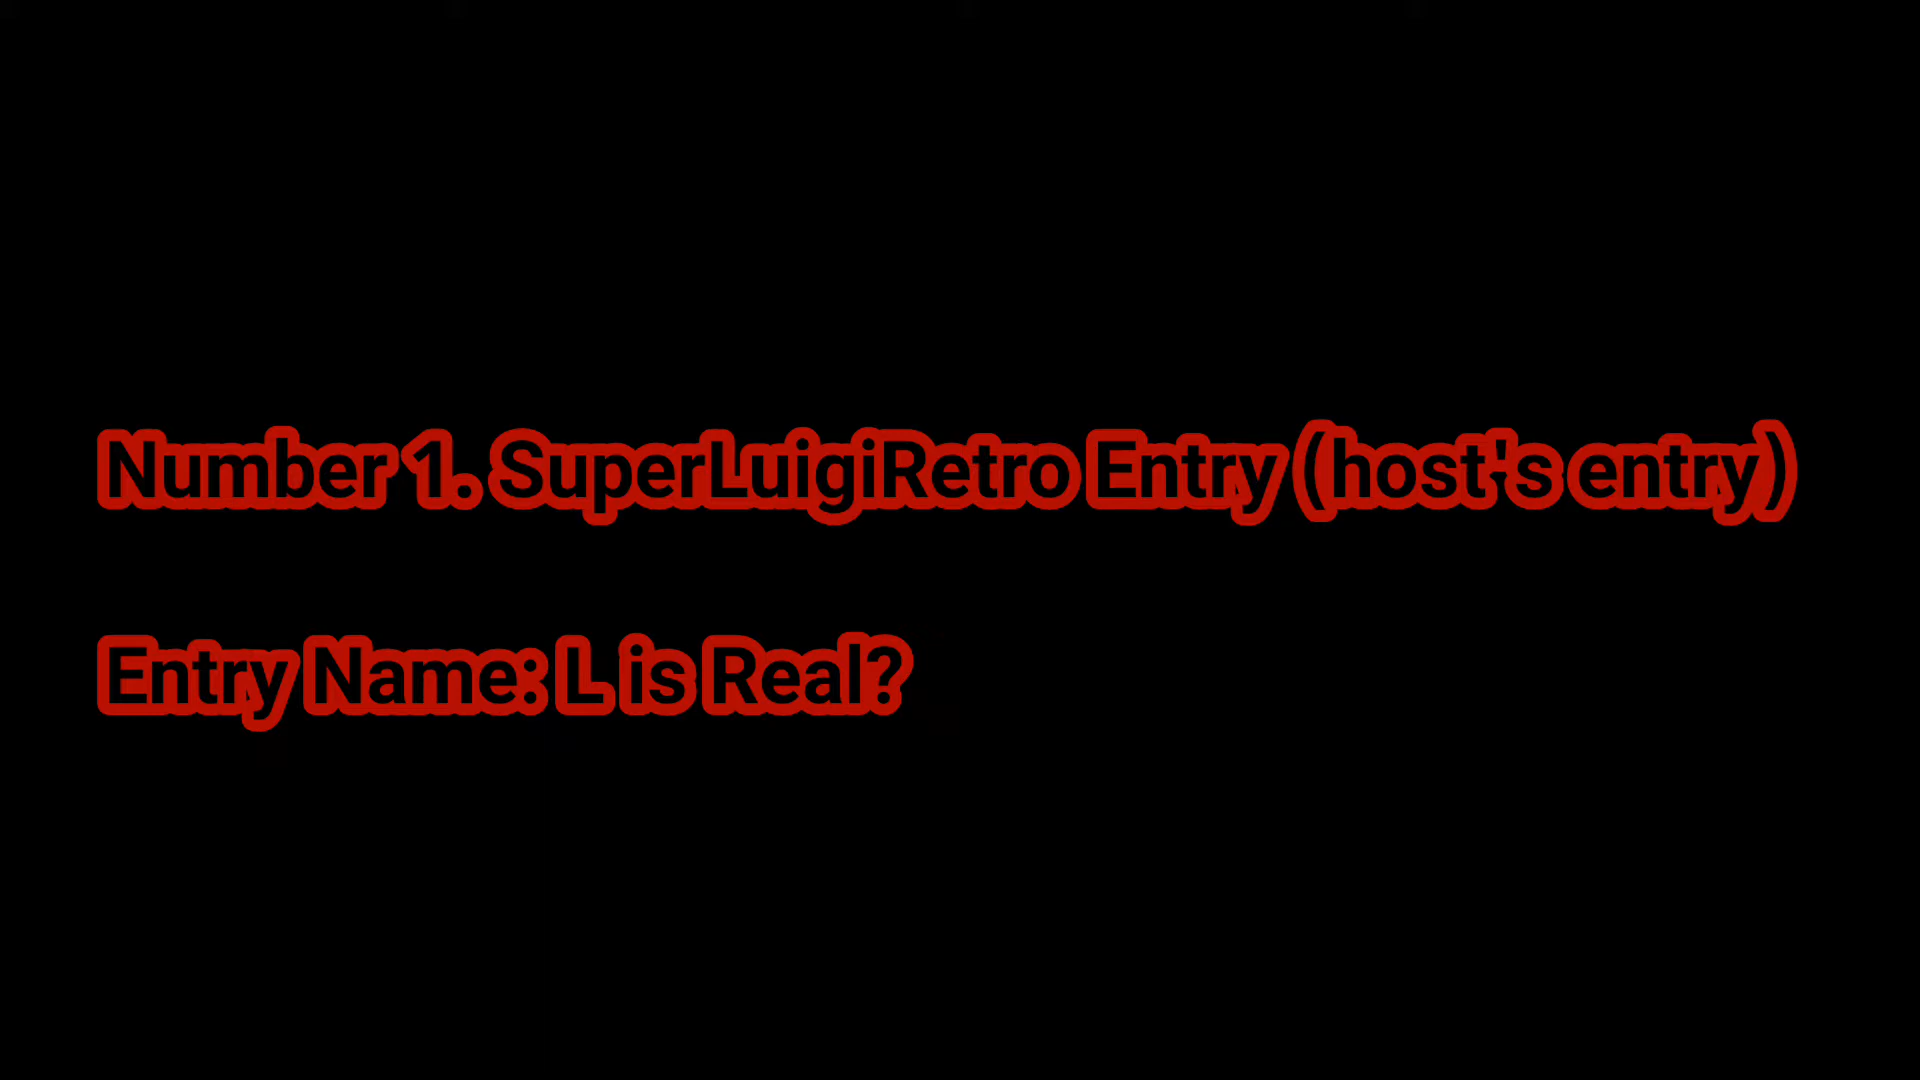 Number 1. SuperLuigiRetro Entry (host's entry)
Entry Name: L is Real?